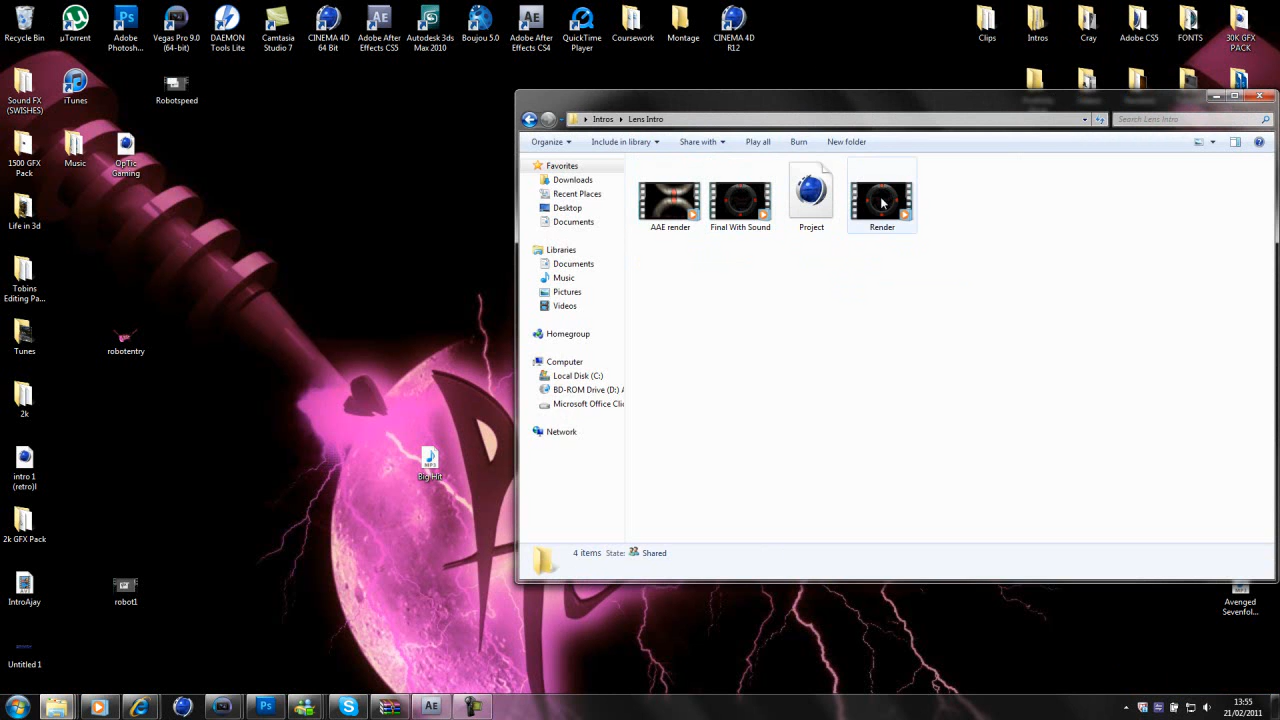 Recycle Bin
µTorrent
Adobe
Photosh...
Vegas Pro 9.0
(64-bit)
DAEMON
Tools Lite
Camtasia
Studio 7
CINEMA 4D
64 Bit
Adobe After
Effects CS5
Autodesk 3ds
Max 2010
Boujou 5.0
Adobe After
Effects CS4
QuickTime
Player
Coursework
Montage
CINEMA 4D
R12
Clips
Intros
Cray
Adobe CS5
FONTS
30K GFX
PACK
Sound FX
(SWISHES)
iTunes
Robotspeed
1500 GFX
Pack
Music
OpTic
Gaming
Life in 3d
Tobins
Editing Pa...
Tunes
robotentry
2k
intro 1
(retro)l
Big Hit
2k GFX Pack
IntroAjay
robot1
Untitled 1
Intros
Lens Intro
Search Lens Intro
Organize
Include in library
Share with
Play all
Burn
New folder
Favorites
Downloads
Recent Places
Desktop
Documents
Libraries
Documents
Music
Pictures
Videos
Homegroup
Computer
Local Disk (C:)
BD-ROM Drive (D:) A
Microsoft Office Clic
Network
AAE render
Final With Sound
Project
Render
4 items State: Shared
Avenged
Sevenfol...
13:55
21/02/2011